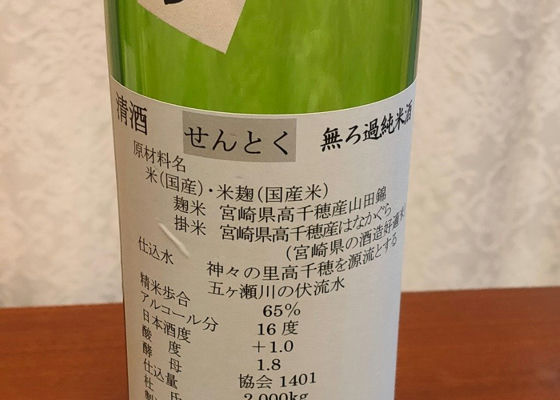 清酒 せんとく 無ろ過純米酒
原材料名
米(国産)・米麹(国産米)
麹米 宮崎県高千穂産山田錦
掛米 宮崎県高千穂産はなかぐら
(宮崎県の酒造好適米
仕込水 神々の里高千穂を源流とする
五ヶ瀬川の伏流水
精米歩合 65%
アルコール分 16度
日本酒度 +1.0
酸度 1.8
酵母 協会1401
仕込量 2,000kg
杜氏